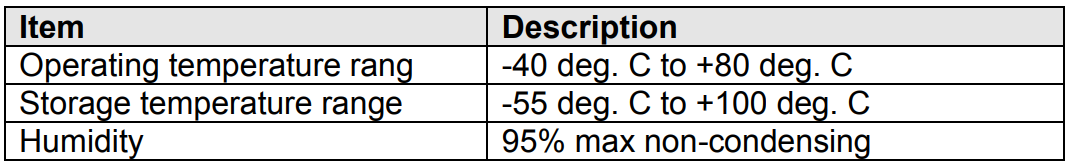 Item Description
Operating temperature rang -40 deg. C to +80 deg. C
Storage temperature range -55 deg. C to +100 deg. C
Humidity 95% max non-condensing